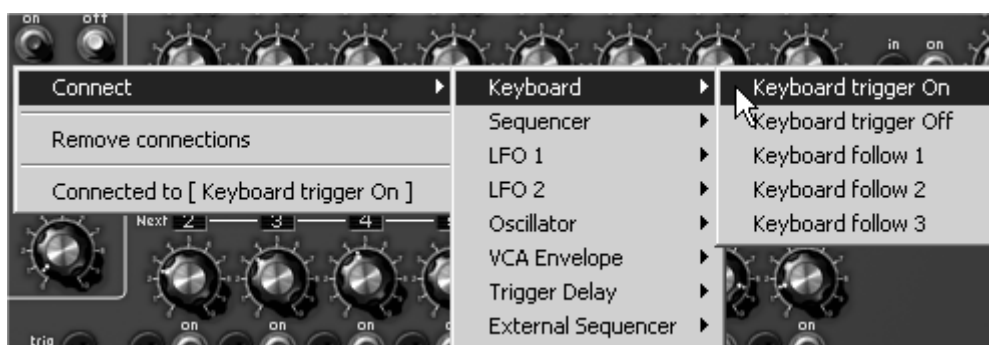 on off
in on
Connect
Remove connections
Connected to [ Keyboard trigger On ]
Keyboard
Sequencer
LFO 1
LFO 2
Oscillator
VCA Envelope
Trigger Delay
External Sequencer
Keyboard trigger On
Keyboard trigger Off
Keyboard follow 1
Keyboard follow 2
Keyboard follow 3
Next 2 3 4
on on on on
trig